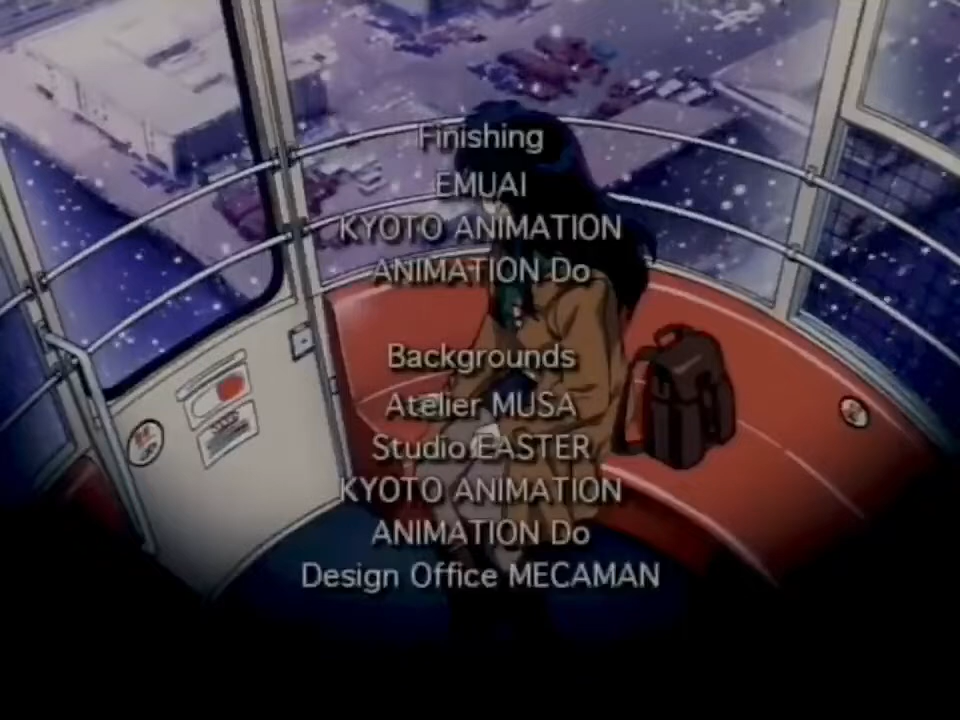 Finishing
EMUAI
KYOTO ANIMATION
ANIMATION Do
Backgrounds
Atelier MUSA
Studio EASTER
KYOTO ANIMATION
ANIMATION Do
Design Office MECAMAN